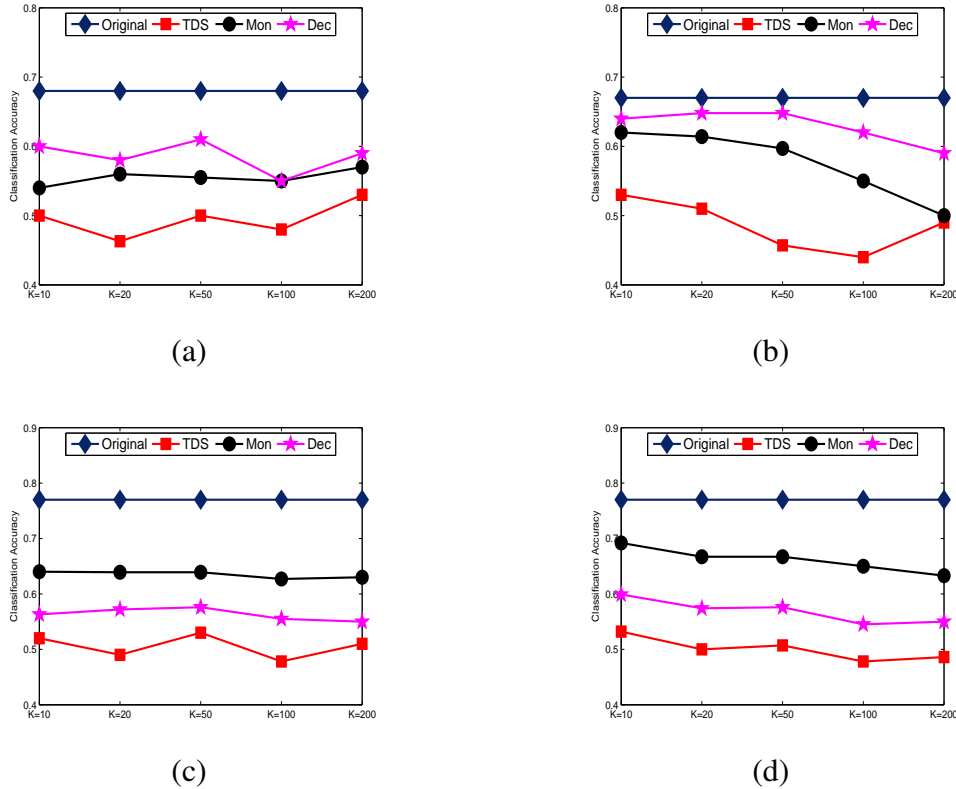 0.8
Original TDS Mon Dec
0.7
0.6
0.5
0.4
Classification Accuracy
K=10 K=20 K=50 K=100 K=200
(a)
0.8
Original TDS Mon Dec
0.7
0.6
0.5
0.4
Classification Accuracy
K=10 K=20 K=50 K=100 K=200
(b)
0.9
Original TDS Mon Dec
0.8
0.7
0.6
0.5
0.4
Classification Accuracy
K=10 K=20 K=50 K=100 K=200
(c)
0.9
Original TDS Mon Dec
0.8
0.7
0.6
0.5
0.4
Classification Accuracy
K=10 K=20 K=50 K=100 K=200
(d)